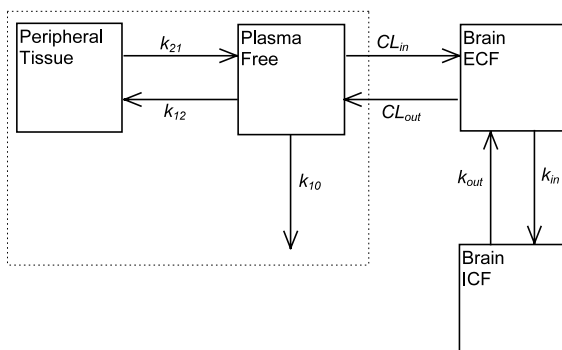 Peripheral
Tissue
k21
k12
Plasma
Free
k10
CLin
CLout
Brain
ECF
kout
kin
Brain
ICF